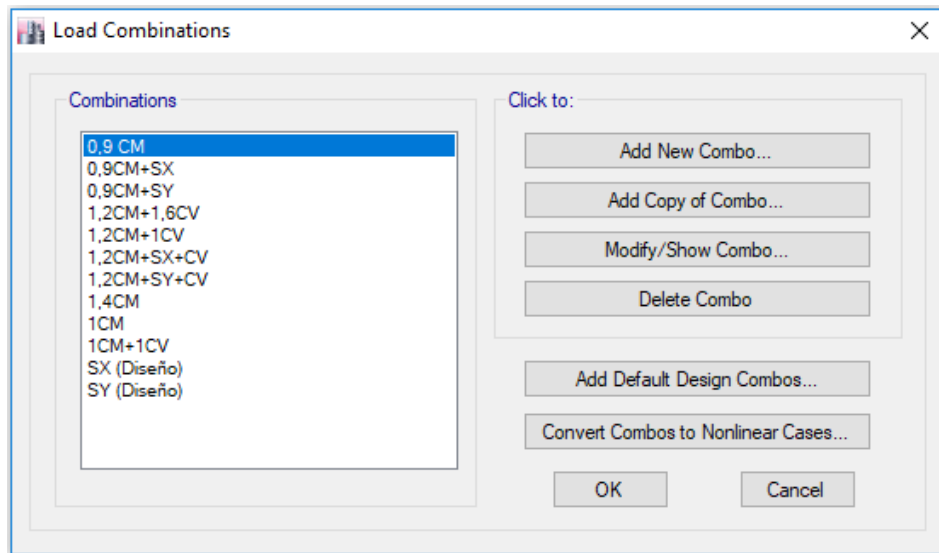 Load Combinations
Combinations
0,9 CM
0,9CM+SX
0,9CM+SY
1,2CM+1,6CV
1,2CM+1CV
1,2CM+SX+CV
1,2CM+SY+CV
1,4CM
1CM
1CM+1CV
SX (Diseño)
SY (Diseño)
Click to:
Add New Combo...
Add Copy of Combo...
Modify/Show Combo...
Delete Combo
Add Default Design Combos...
Convert Combos to Nonlinear Cases...
OK
Cancel